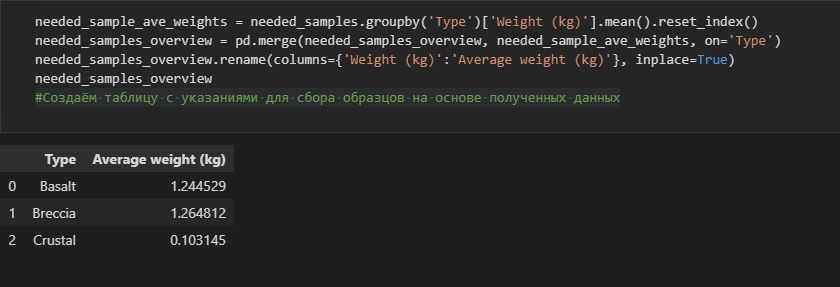 needed_sample_ave_weights = needed_samples.groupby('Type')['Weight (kg)'].mean().reset_index()
needed_samples_overview = pd.merge(needed_samples_overview, needed_sample_ave_weights, on='Type')
needed_samples_overview.rename(columns={'Weight (kg)':'Average weight (kg)'}, inplace=True)
needed_samples_overview
#Создаём таблицу с указаниями для сбора образцов на основе полученных данных
Type Average weight (kg)
0 Basalt 1.244529
1 Breccia 1.264812
2 Crustal 0.103145